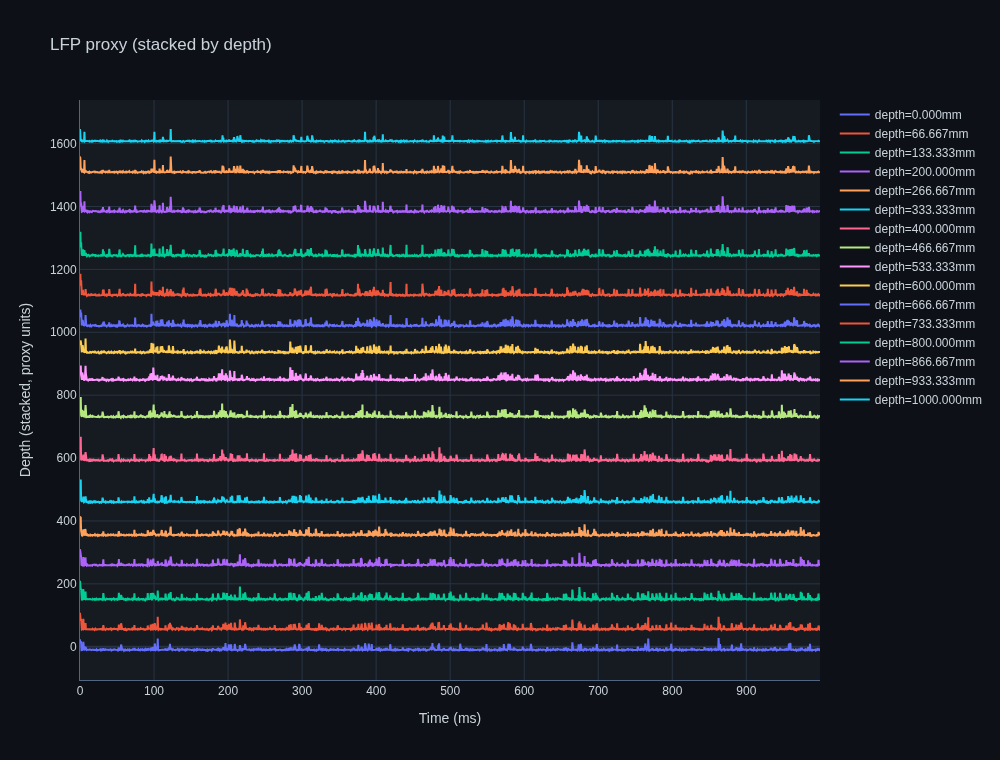 LFP proxy (stacked by depth)
1600
1400
1200
1000
800
600
400
200
0
0
100
200
300
400
500
600
700
800
900
Time (ms)
Depth (stacked, proxy units)
depth=0.000mm
depth=66.667mm
depth=133.333mm
depth=200.000mm
depth=266.667mm
depth=333.333mm
depth=400.000mm
depth=466.667mm
depth=533.333mm
depth=600.000mm
depth=666.667mm
depth=733.333mm
depth=800.000mm
depth=866.667mm
depth=933.333mm
depth=1000.000mm